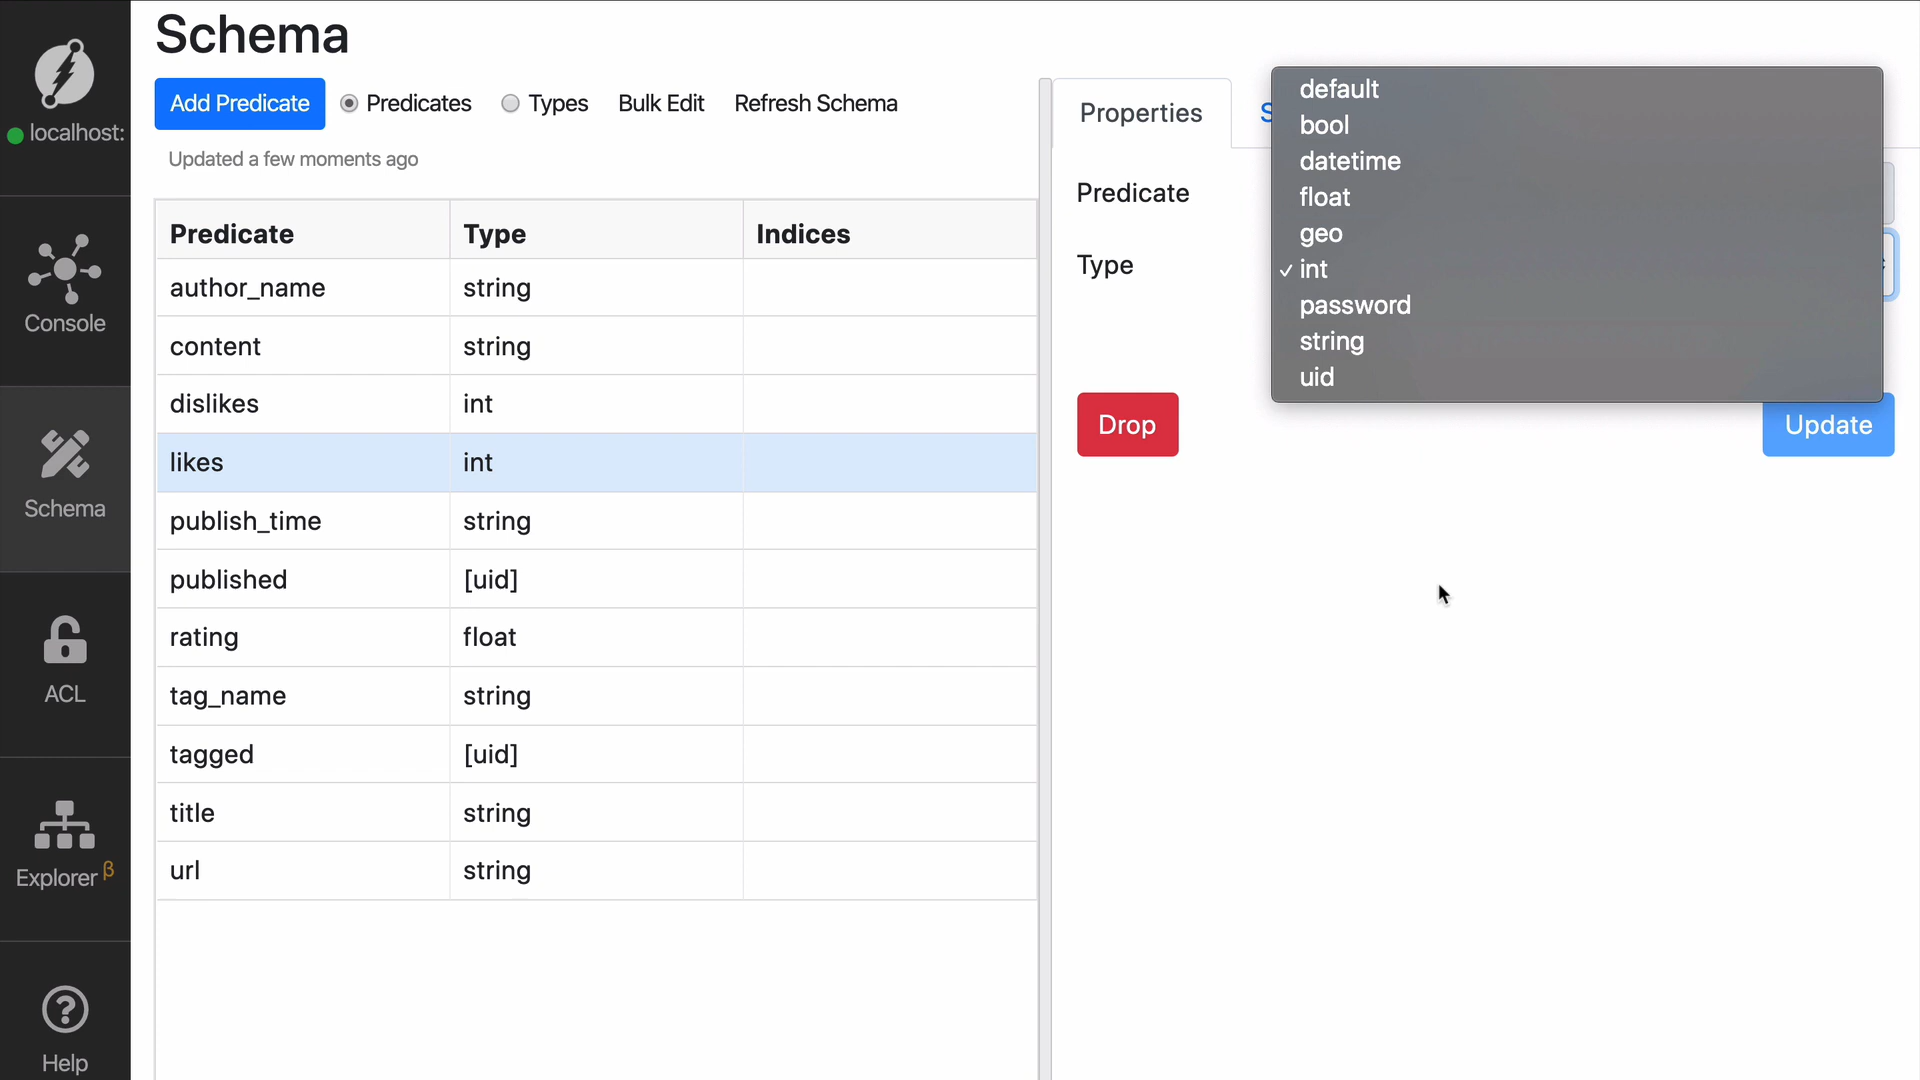 localhost:
Console
Schema
ACL
Explorer β
Help
Schema
Add Predicate Predicates Types Bulk Edit Refresh Schema
Updated a few moments ago
Predicate Type Indices
author_name string
content string
dislikes int
likes int
publish_time string
published [uid]
rating float
tag_name string
tagged [uid]
title string
url string
Properties S
Predicate
Type
default
bool
datetime
float
geo
✓ int
password
string
uid
Drop Update